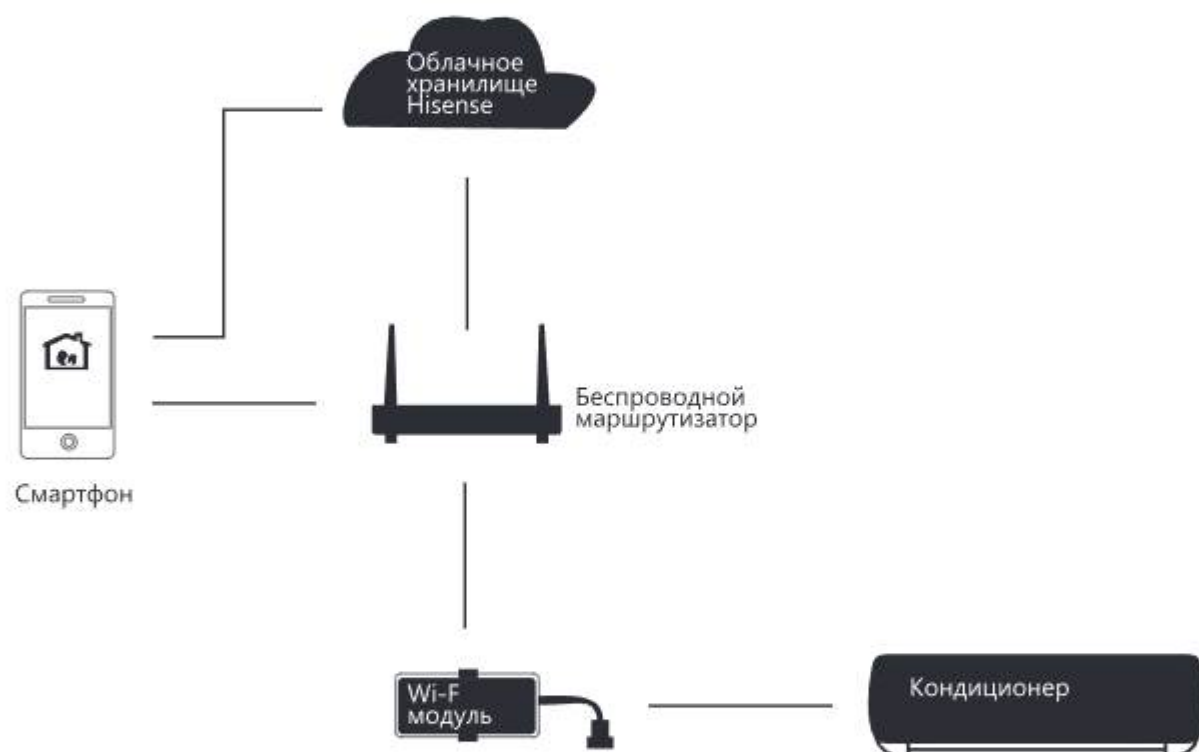 Облачное
хранилище
Hisense
Беспроводной
маршрутизатор
Смартфон
Wi-F
модуль
Кондиционер